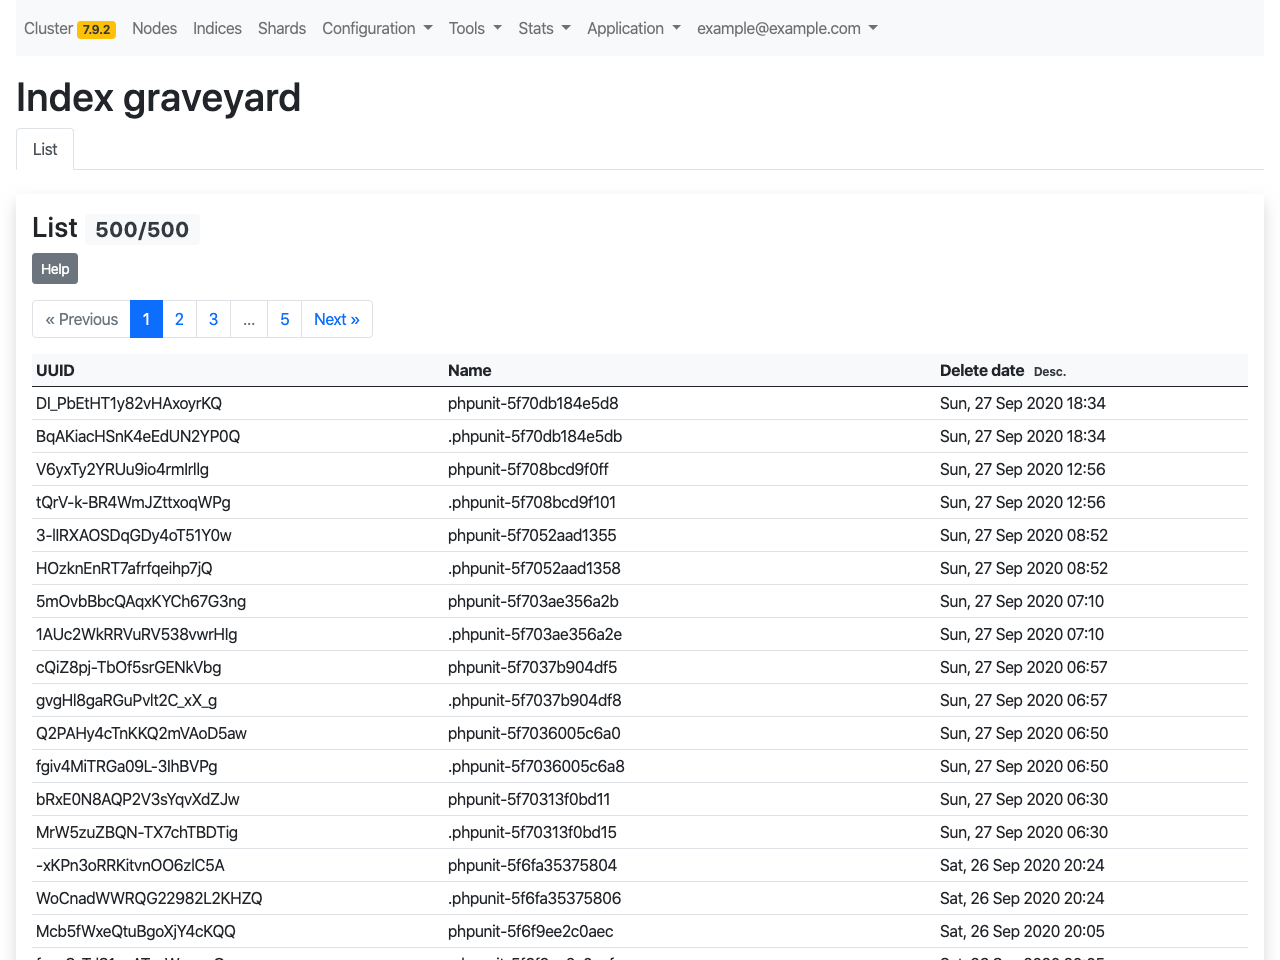 Cluster 7.9.2 Nodes Indices Shards Configuration Tools Stats Application example@example.com
Index graveyard
List
List 500/500
Help
« Previous 1 2 3 ... 5 Next »
UUID Name Delete date Desc.
DI_PbEtHT1y82vHAxoyrKQ phpunit-5f70db184e5d8 Sun, 27 Sep 2020 18:34
BqAKiacHSnK4eEdUN2YP0Q .phpunit-5f70db184e5db Sun, 27 Sep 2020 18:34
V6yxTy2YRUu9io4rmlrlIg phpunit-5f708bcd9f0ff Sun, 27 Sep 2020 12:56
tQrV-k-BR4WmJZttxoqWPg .phpunit-5f708bcd9f101 Sun, 27 Sep 2020 12:56
3-lIRXAOSDqGDy4oT51Y0w phpunit-5f7052aad1355 Sun, 27 Sep 2020 08:52
HOzknEnRT7afrfqeihp7jQ .phpunit-5f7052aad1358 Sun, 27 Sep 2020 08:52
5mOvbBbcQAqxKYCh67G3ng phpunit-5f703ae356a2b Sun, 27 Sep 2020 07:10
1AUc2WkRRVuRV538vwrHlg .phpunit-5f703ae356a2e Sun, 27 Sep 2020 07:10
cQiZ8pj-TbOf5srGENkVbg phpunit-5f7037b904df5 Sun, 27 Sep 2020 06:57
gvgHl8gaRGuPvlt2C_xX_g .phpunit-5f7037b904df8 Sun, 27 Sep 2020 06:57
Q2PAHy4cTnKKQ2mVAoD5aw phpunit-5f7036005c6a0 Sun, 27 Sep 2020 06:50
fgiv4MiTRGa09L-3IhBVPg .phpunit-5f7036005c6a8 Sun, 27 Sep 2020 06:50
bRxE0N8AQP2V3sYqvXdZJw phpunit-5f70313f0bd11 Sun, 27 Sep 2020 06:30
MrW5zuZBQN-TX7chTBDTig .phpunit-5f70313f0bd15 Sun, 27 Sep 2020 06:30
-xKPn3oRRKitvnOO6zlC5A phpunit-5f6fa35375804 Sat, 26 Sep 2020 20:24
WoCnadWWRQG22982L2KHZQ .phpunit-5f6fa35375806 Sat, 26 Sep 2020 20:24
Mcb5fWxeQtuBgoXjY4cKQQ phpunit-5f6f9ee2c0aec Sat, 26 Sep 2020 20:05